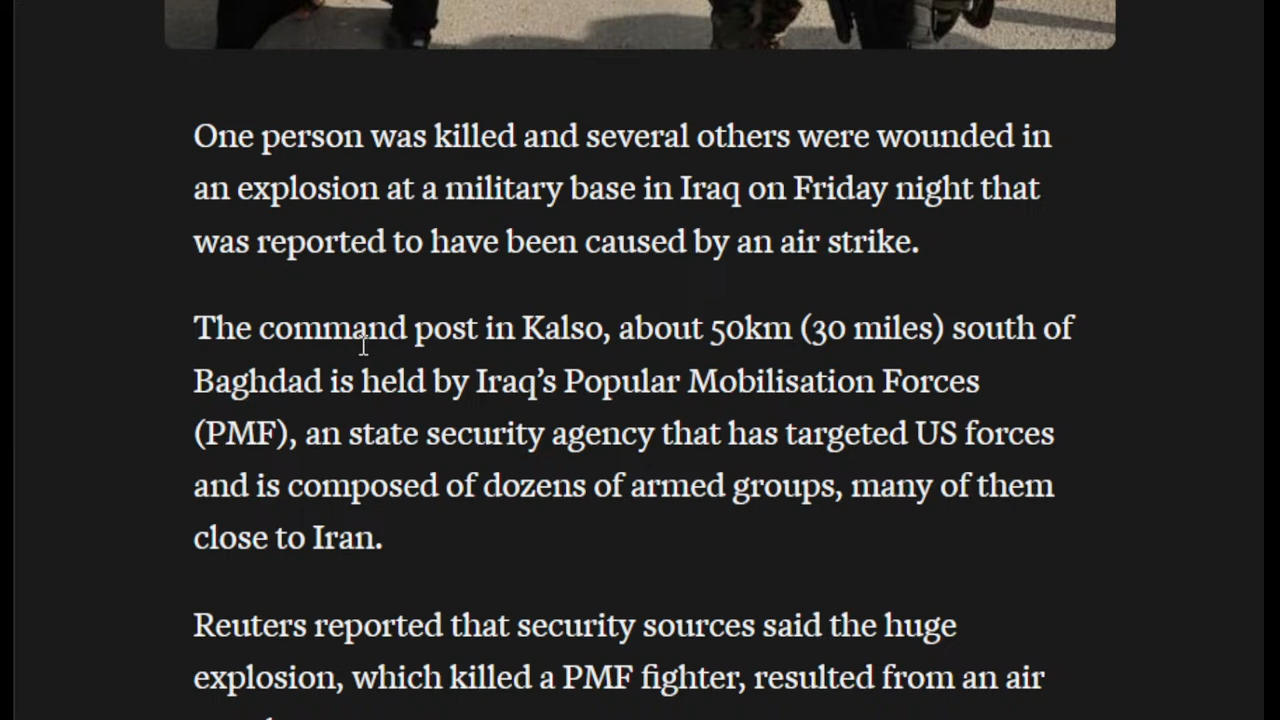 One person was killed and several others were wounded in
an explosion at a military base in Iraq on Friday night that
was reported to have been caused by an air strike.
The command post in Kalso, about 50km (30 miles) south of
Baghdad is held by Iraq’s Popular Mobilisation Forces
(PMF), an state security agency that has targeted US forces
and is composed of dozens of armed groups, many of them
close to Iran.
Reuters reported that security sources said the huge
explosion, which killed a PMF fighter, resulted from an air